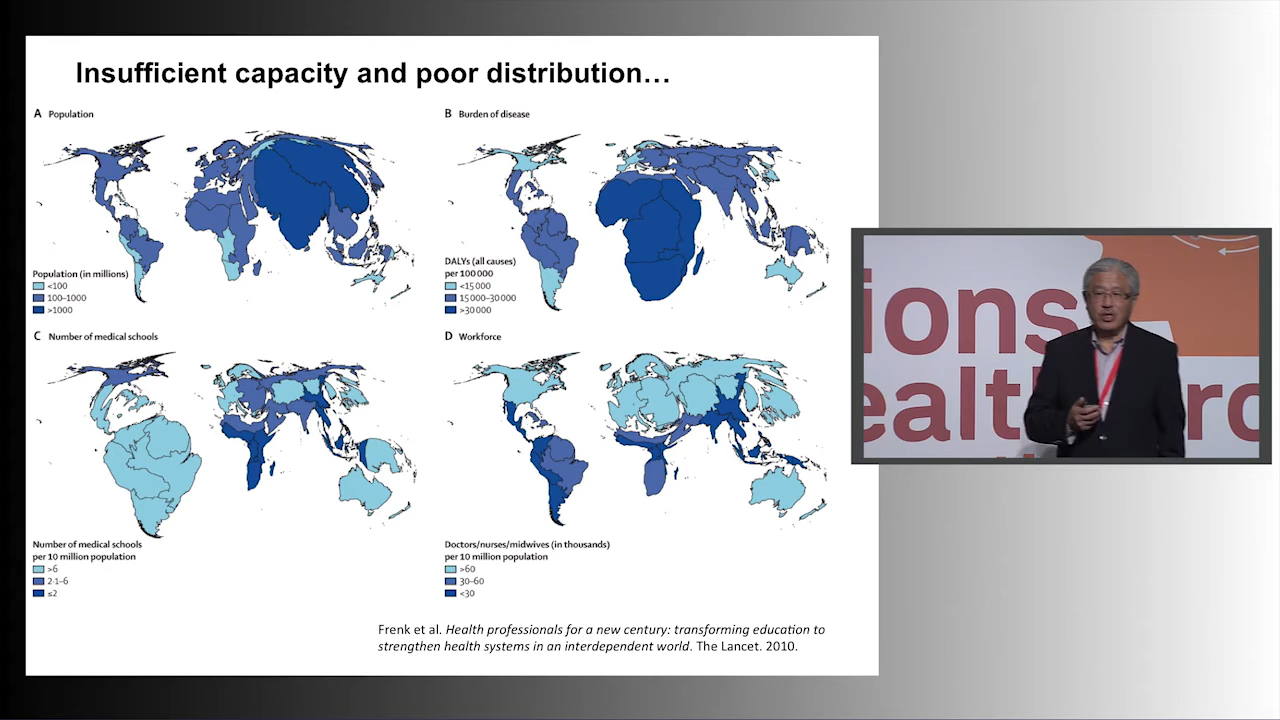 Insufficient capacity and poor distribution…
A Population
Population (in millions)
<100
100–1000
>1000
B Burden of disease
DALYs (all causes)
per 100 000
<15 000
15 000–30 000
>30 000
C Number of medical schools
Number of medical schools
per 10 million population
>6
2·1–6
≤2
D Workforce
Doctors/nurses/midwives (in thousands)
per 10 million population
>60
30–60
<30
Frenk et al. Health professionals for a new century: transforming education to
strengthen health systems in an interdependent world. The Lancet. 2010.
ions
ealth ro